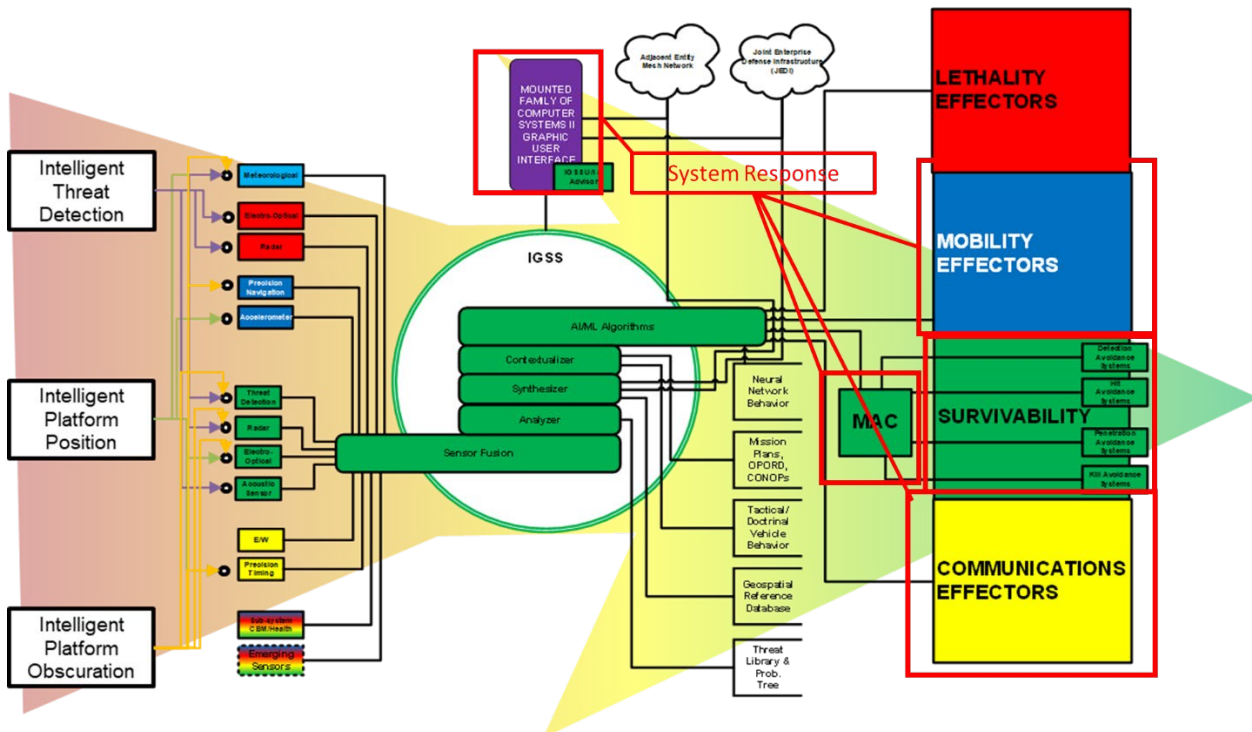 Adjacent Entity
Mesh Network
Joint Enterprise
Defense Infrastructure
(JEDI)
MOUNTED
FAMILY OF
COMPUTER
SYSTEMS II
GRAPHIC
USER
INTERFACE
Advisor
System Response
LETHALITY
EFFECTORS
MOBILITY
EFFECTORS
SURVIVABILITY
Detection
Avoidance
Systems
Hit
Avoidance
Systems
Penetration
Avoidance
Systems
Kill Avoidance
Systems
COMMUNICATIONS
EFFECTORS
MAC
Intelligent
Threat
Detection
Intelligent
Platform
Position
Intelligent
Platform
Obscuration
Meteorological
Electro-Optical
Radar
Precision
Navigation
Accelerometer
Threat
Detection
Radar
Electro-
Optical
Acoustic
Sensor
E/W
Precision
Timing
Sub-system
CBM/Health
Emerging
Sensors
IGSS
AI/ML Algorithms
Contextualizer
Synthesizer
Analyzer
Sensor Fusion
Neural
Network
Behavior
Mission
Plans,
OPORD,
CONOPs
Tactical/
Doctrinal
Vehicle
Behavior
Geospatial
Reference
Database
Threat
Library &
Prob.
Tree